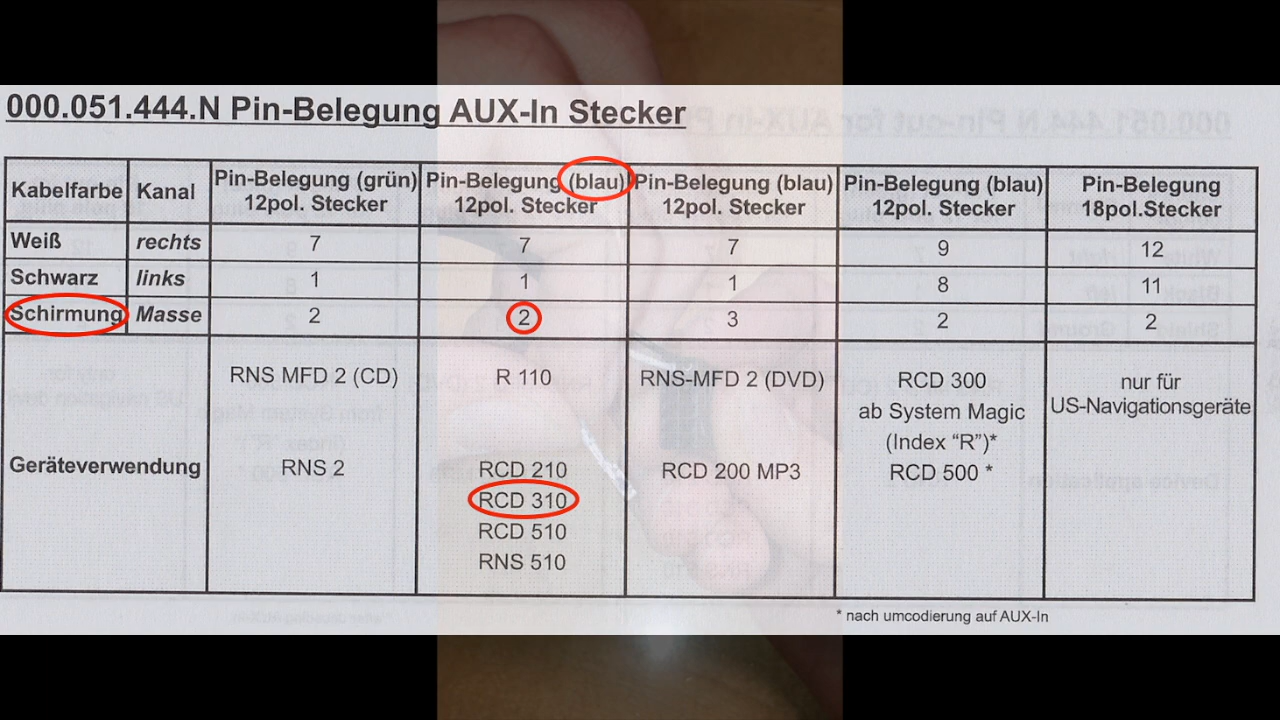 000.051.444.N Pin-Belegung AUX-In Stecker
Kabelfarbe Kanal Pin-Belegung (grün) 12pol. Stecker Pin-Belegung (blau) 12pol. Stecker Pin-Belegung (blau) 12pol. Stecker Pin-Belegung (blau) 12pol. Stecker Pin-Belegung 18pol.Stecker
Weiß rechts 7 7 7 9 12
Schwarz links 1 1 1 8 11
Schirmung Masse 2 2 3 2 2
RNS MFD 2 (CD) R 110 RNS-MFD 2 (DVD) RCD 300 nur für
ab System Magic US-Navigationsgeräte
(Index “R”)*
Geräteverwendung RNS 2 RCD 210 RCD 200 MP3 RCD 500 *
RCD 310
RCD 510
RNS 510
* nach umcodierung auf AUX-In